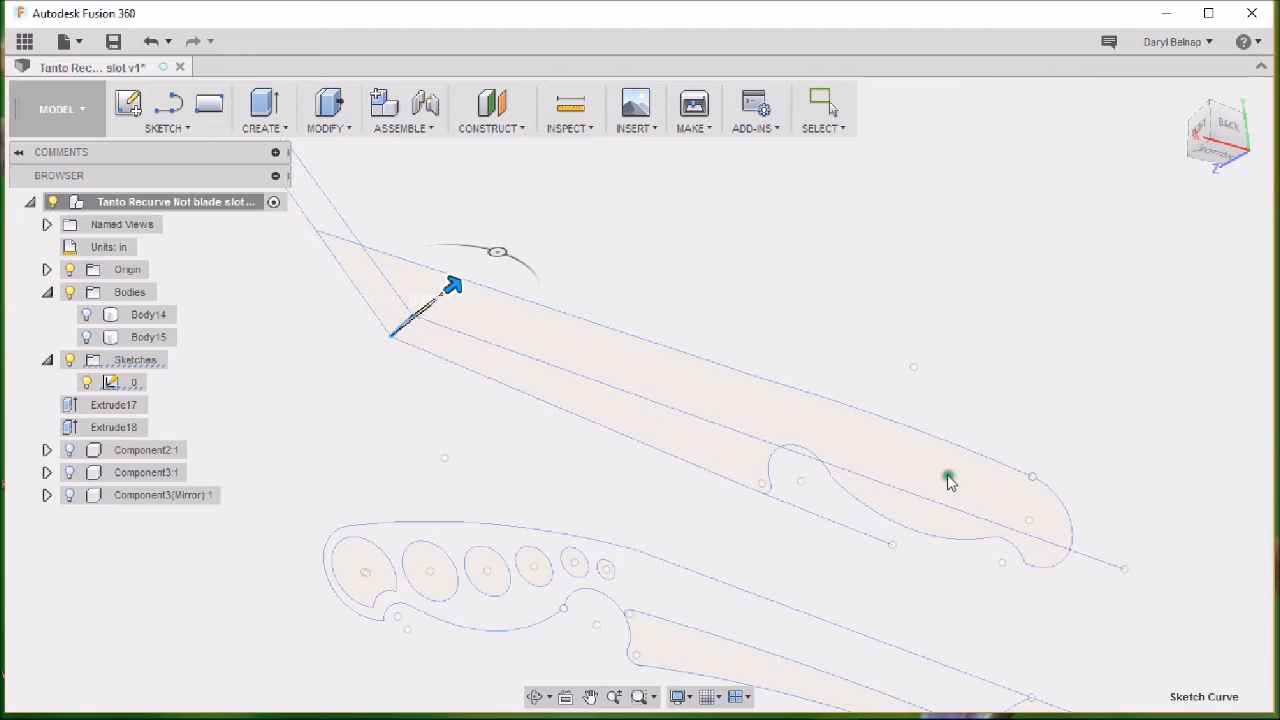 Autodesk Fusion 360
Daryl Belnap
Tanto Rec... slot v4*
MODEL
SKETCH
CREATE
MODIFY
ASSEMBLE
CONSTRUCT
INSPECT
INSERT
MAKE
ADD-INS
SELECT
COMMENTS
BROWSER
Tanto Recurve Not blade slot ...
Named Views
Units: in
Origin
Bodies
Body14
Body15
Sketches
0
Extrude17
Extrude18
Component2:1
Component3:1
Component3(Mirror):1
BACK
BOTTOM
X
Y
Z
Sketch Curve